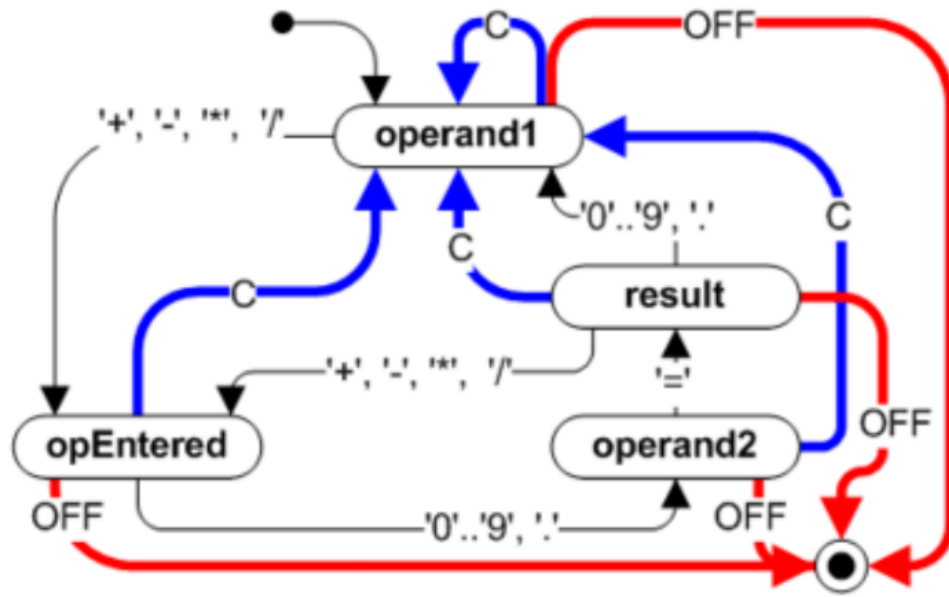 C
OFF
'+', '-', '*', '/'
operand1
'0'..'9', '.'
C
C
C
result
'+', '-', '*', '/'
'='
OFF
opEntered
operand2
OFF
'0'..'9', '.'
OFF